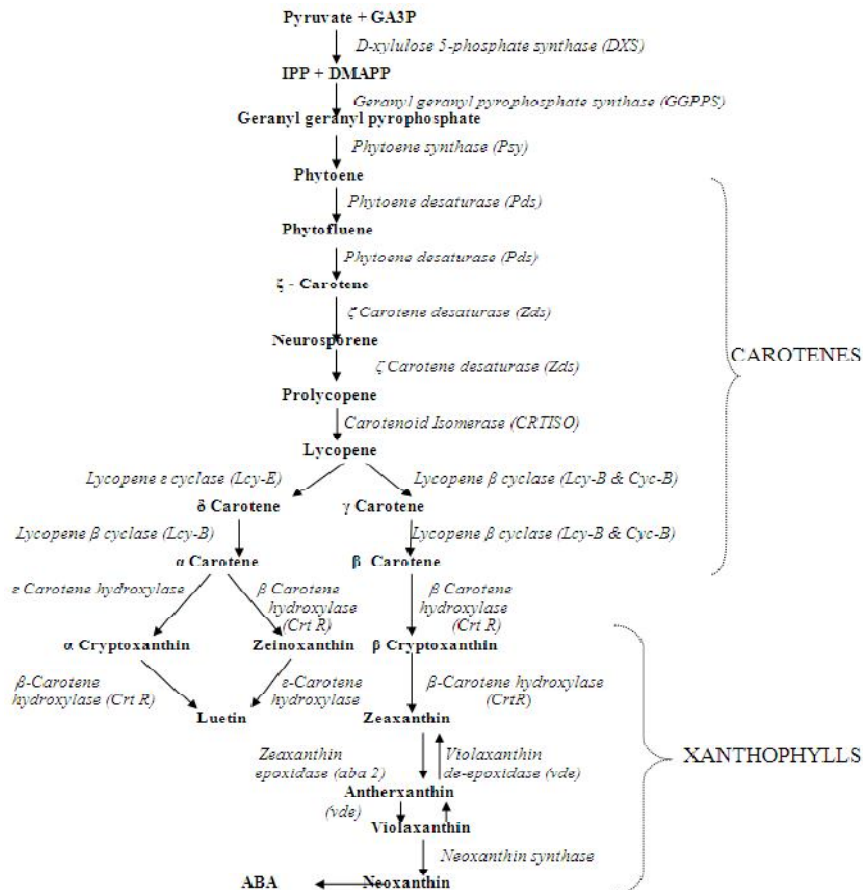 Pyruvate + GA3P
D-xylulose 5-phosphate synthase (DXS)
IPP + DMAPP
Geranyl geranyl pyrophosphate synthase (GGPPS)
Geranyl geranyl pyrophosphate
Phytoene synthase (Psy)
Phytoene
Phytoene desaturase (Pds)
Phytofluene
Phytoene desaturase (Pds)
ζ - Carotene
ζ Carotene desaturase (Zds)
Neurosporene
CAROTENES
ζ Carotene desaturase (Zds)
Prolycopene
Carotenoid Isomerase (CRTISO)
Lycopene
Lycopene ε cyclase (Lcy-E)
Lycopene β cyclase (Lcy-B & Cyc-B)
δ Carotene
γ Carotene
Lycopene β cyclase (Lcy-B)
Lycopene β cyclase (Lcy-B & Cyc-B)
α Carotene
β Carotene
ε Carotene hydroxylase
β Carotene
hydroxylase
(Crt R)
β Carotene
hydroxylase
(Crt R)
α Cryptoxanthin
Zeinoxanthin
β Cryptoxanthin
β-Carotene
hydroxylase (Crt R)
ε-Carotene
hydroxylase
β-Carotene hydroxylase
(CrtR)
Luetin
Zeaxanthin
Zeaxanthin
epoxidase (aba 2)
Violaxanthin
de-epoxidase (vde)
XANTHOPHYLLS
Antherxanthin
(vde)
Violaxanthin
Neoxanthin synthase
ABA
Neoxanthin